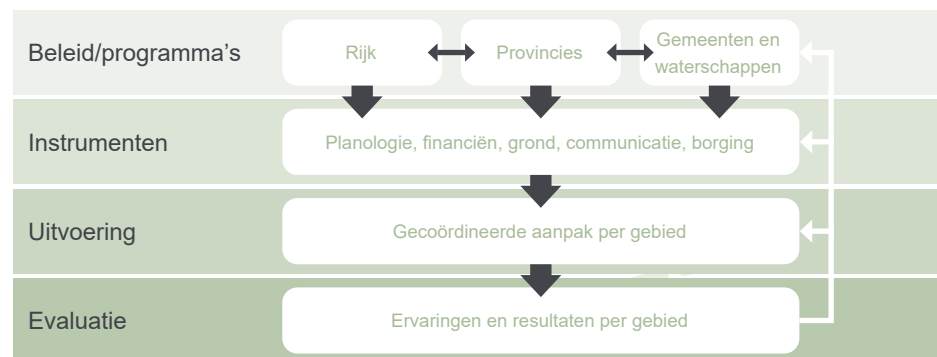 Beleid/programma’s
Rijk
Provincies
Gemeenten en
waterschappen
Instrumenten
Planologie, financiën, grond, communicatie, borging
Uitvoering
Gecoördineerde aanpak per gebied
Evaluatie
Ervaringen en resultaten per gebied